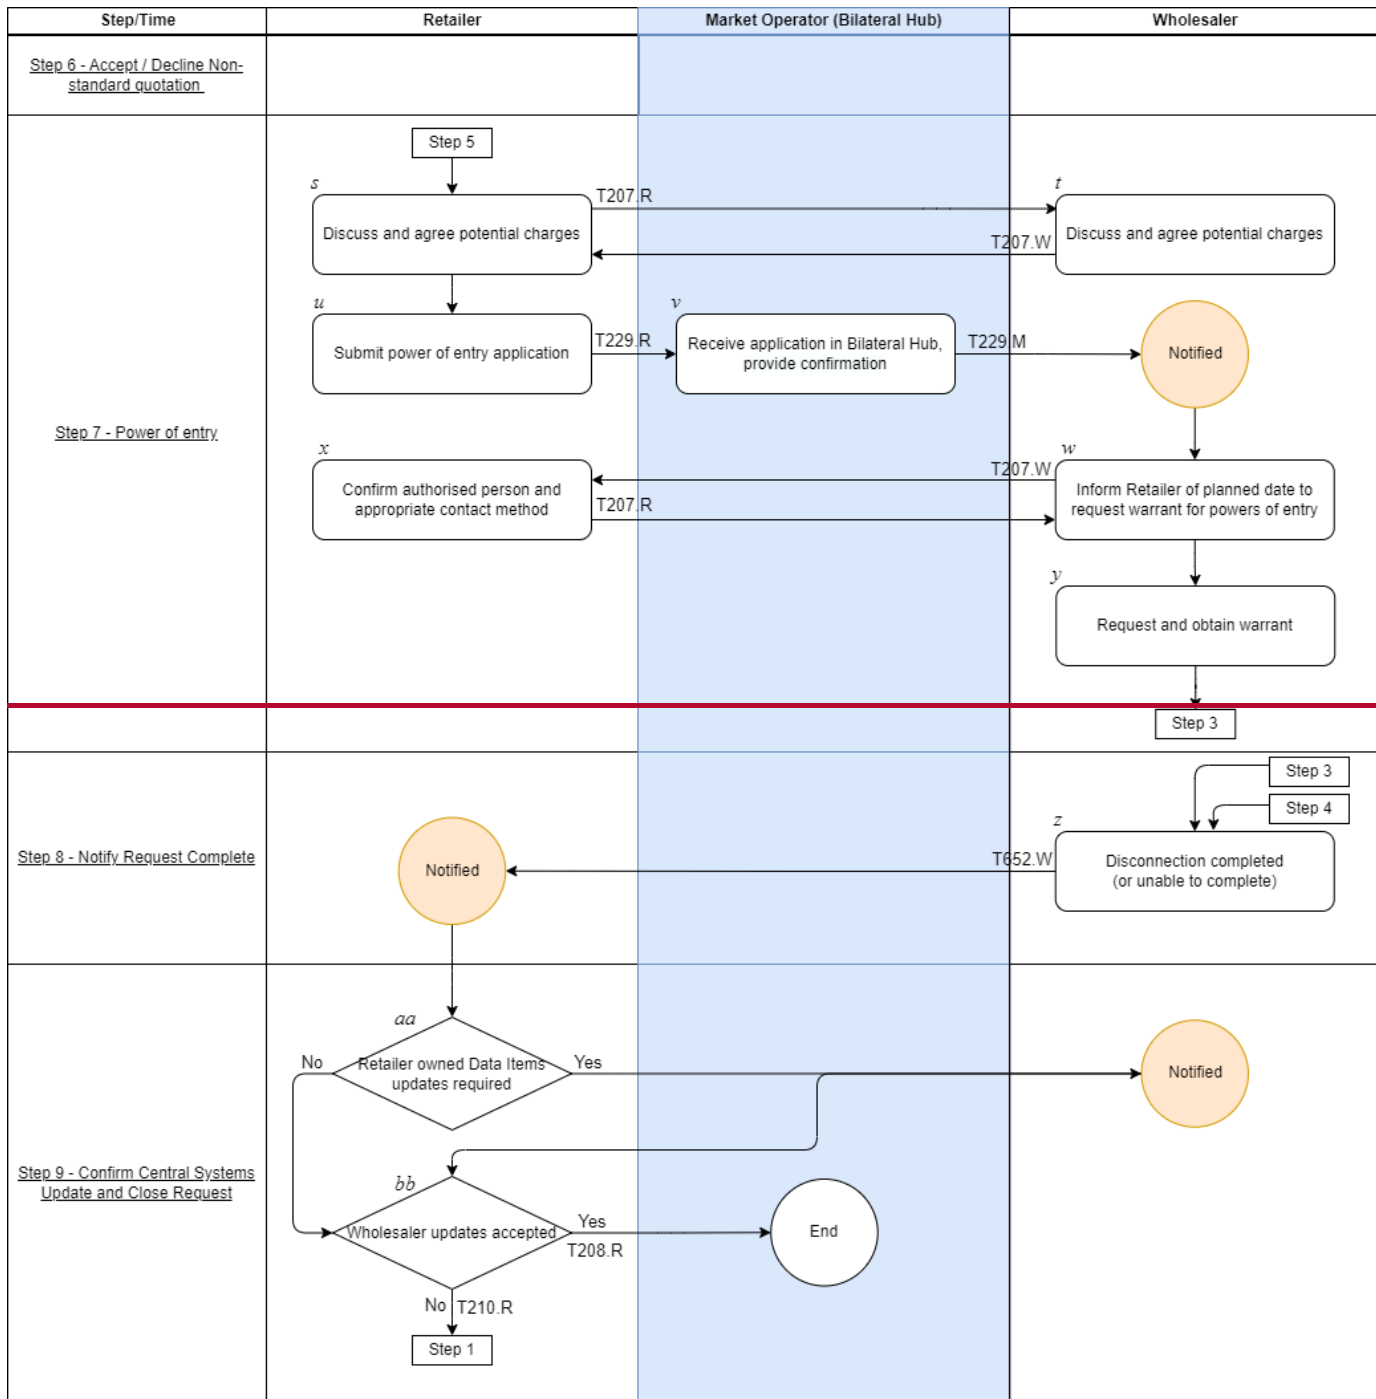 Step/Time
Retailer
Market Operator (Bilateral Hub)
Wholesaler
Step 6 - Accept / Decline Non-
standard quotation
Step 5
s
T207.R
t
Discuss and agree potential charges
T207.W
Discuss and agree potential charges
u
v
Submit power of entry application
T229.R
Receive application in Bilateral Hub,
provide confirmation
T229.M
Notified
Step 7 - Power of entry
x
w
T207.W
Confirm authorised person and
appropriate contact method
T207.R
Inform Retailer of planned date to
request warrant for powers of entry
y
Request and obtain warrant
Step 3
Step 3
Step 4
z
Step 8 - Notify Request Complete
Notified
T652.W
Disconnection completed
(or unable to complete)
aa
No
Retailer owned Data Items
updates required
Yes
Notified
Step 9 - Confirm Central Systems
Update and Close Request
bb
Wholesaler updates accepted
Yes
T208.R
End
No
T210.R
Step 1